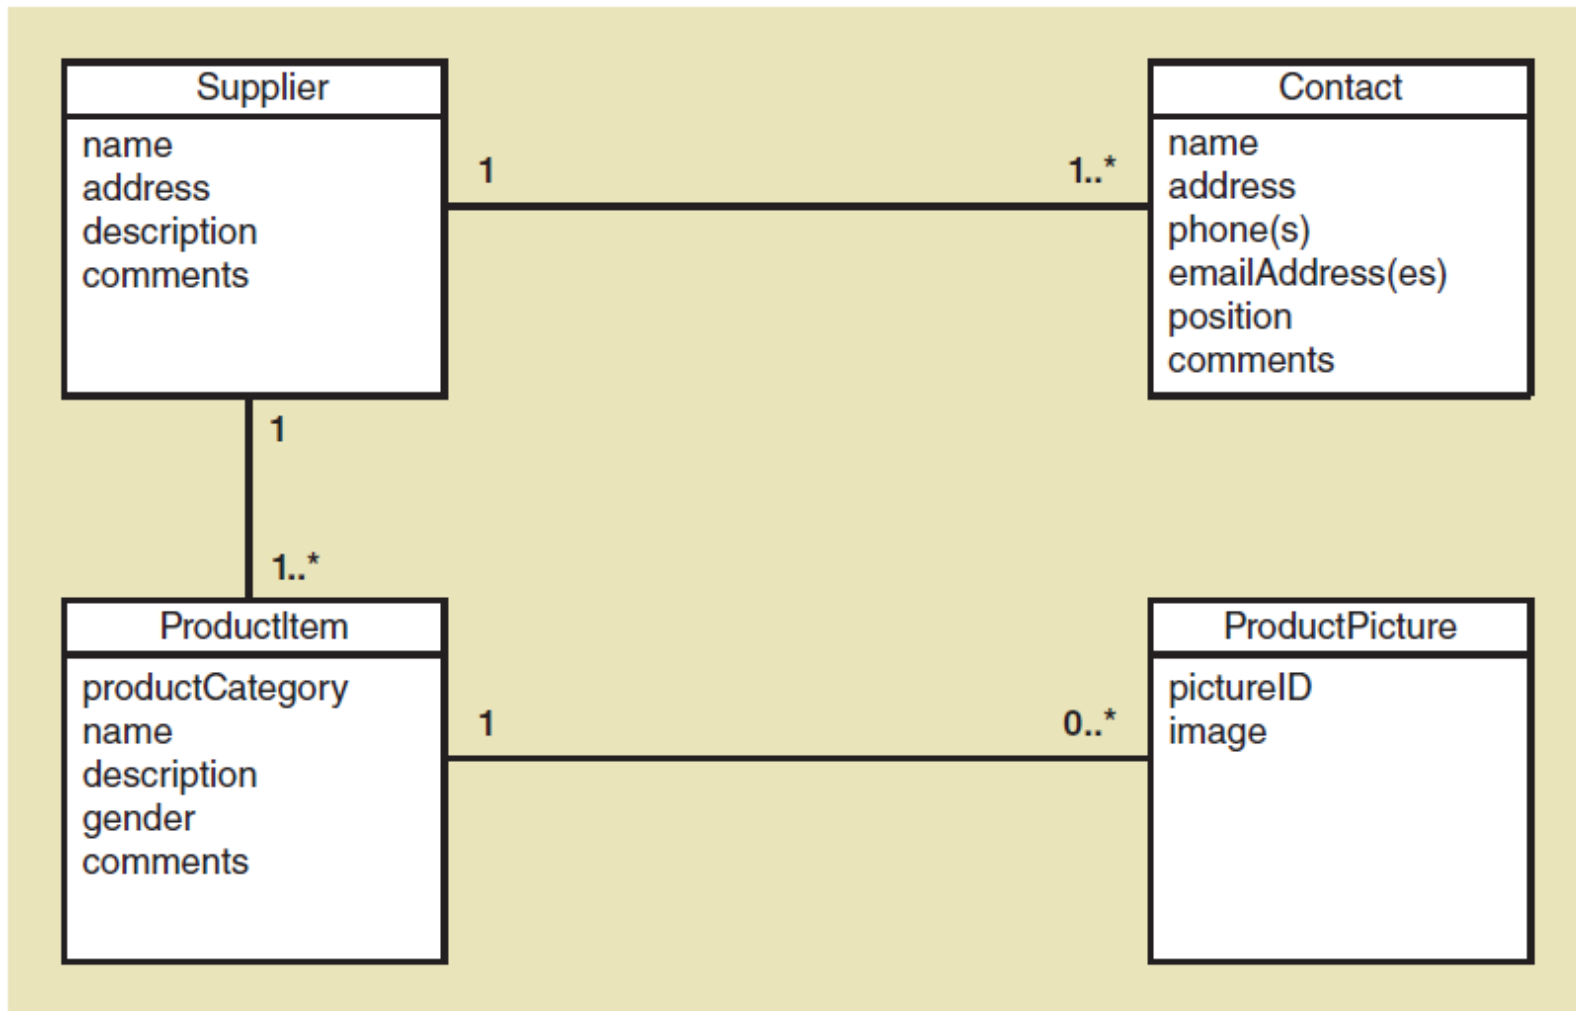 Supplier
name
address
description
comments
1
1..*
Contact
name
address
phone(s)
emailAddress(es)
position
comments
1
1..*
ProductItem
productCategory
name
description
gender
comments
1
0..*
ProductPicture
pictureID
image